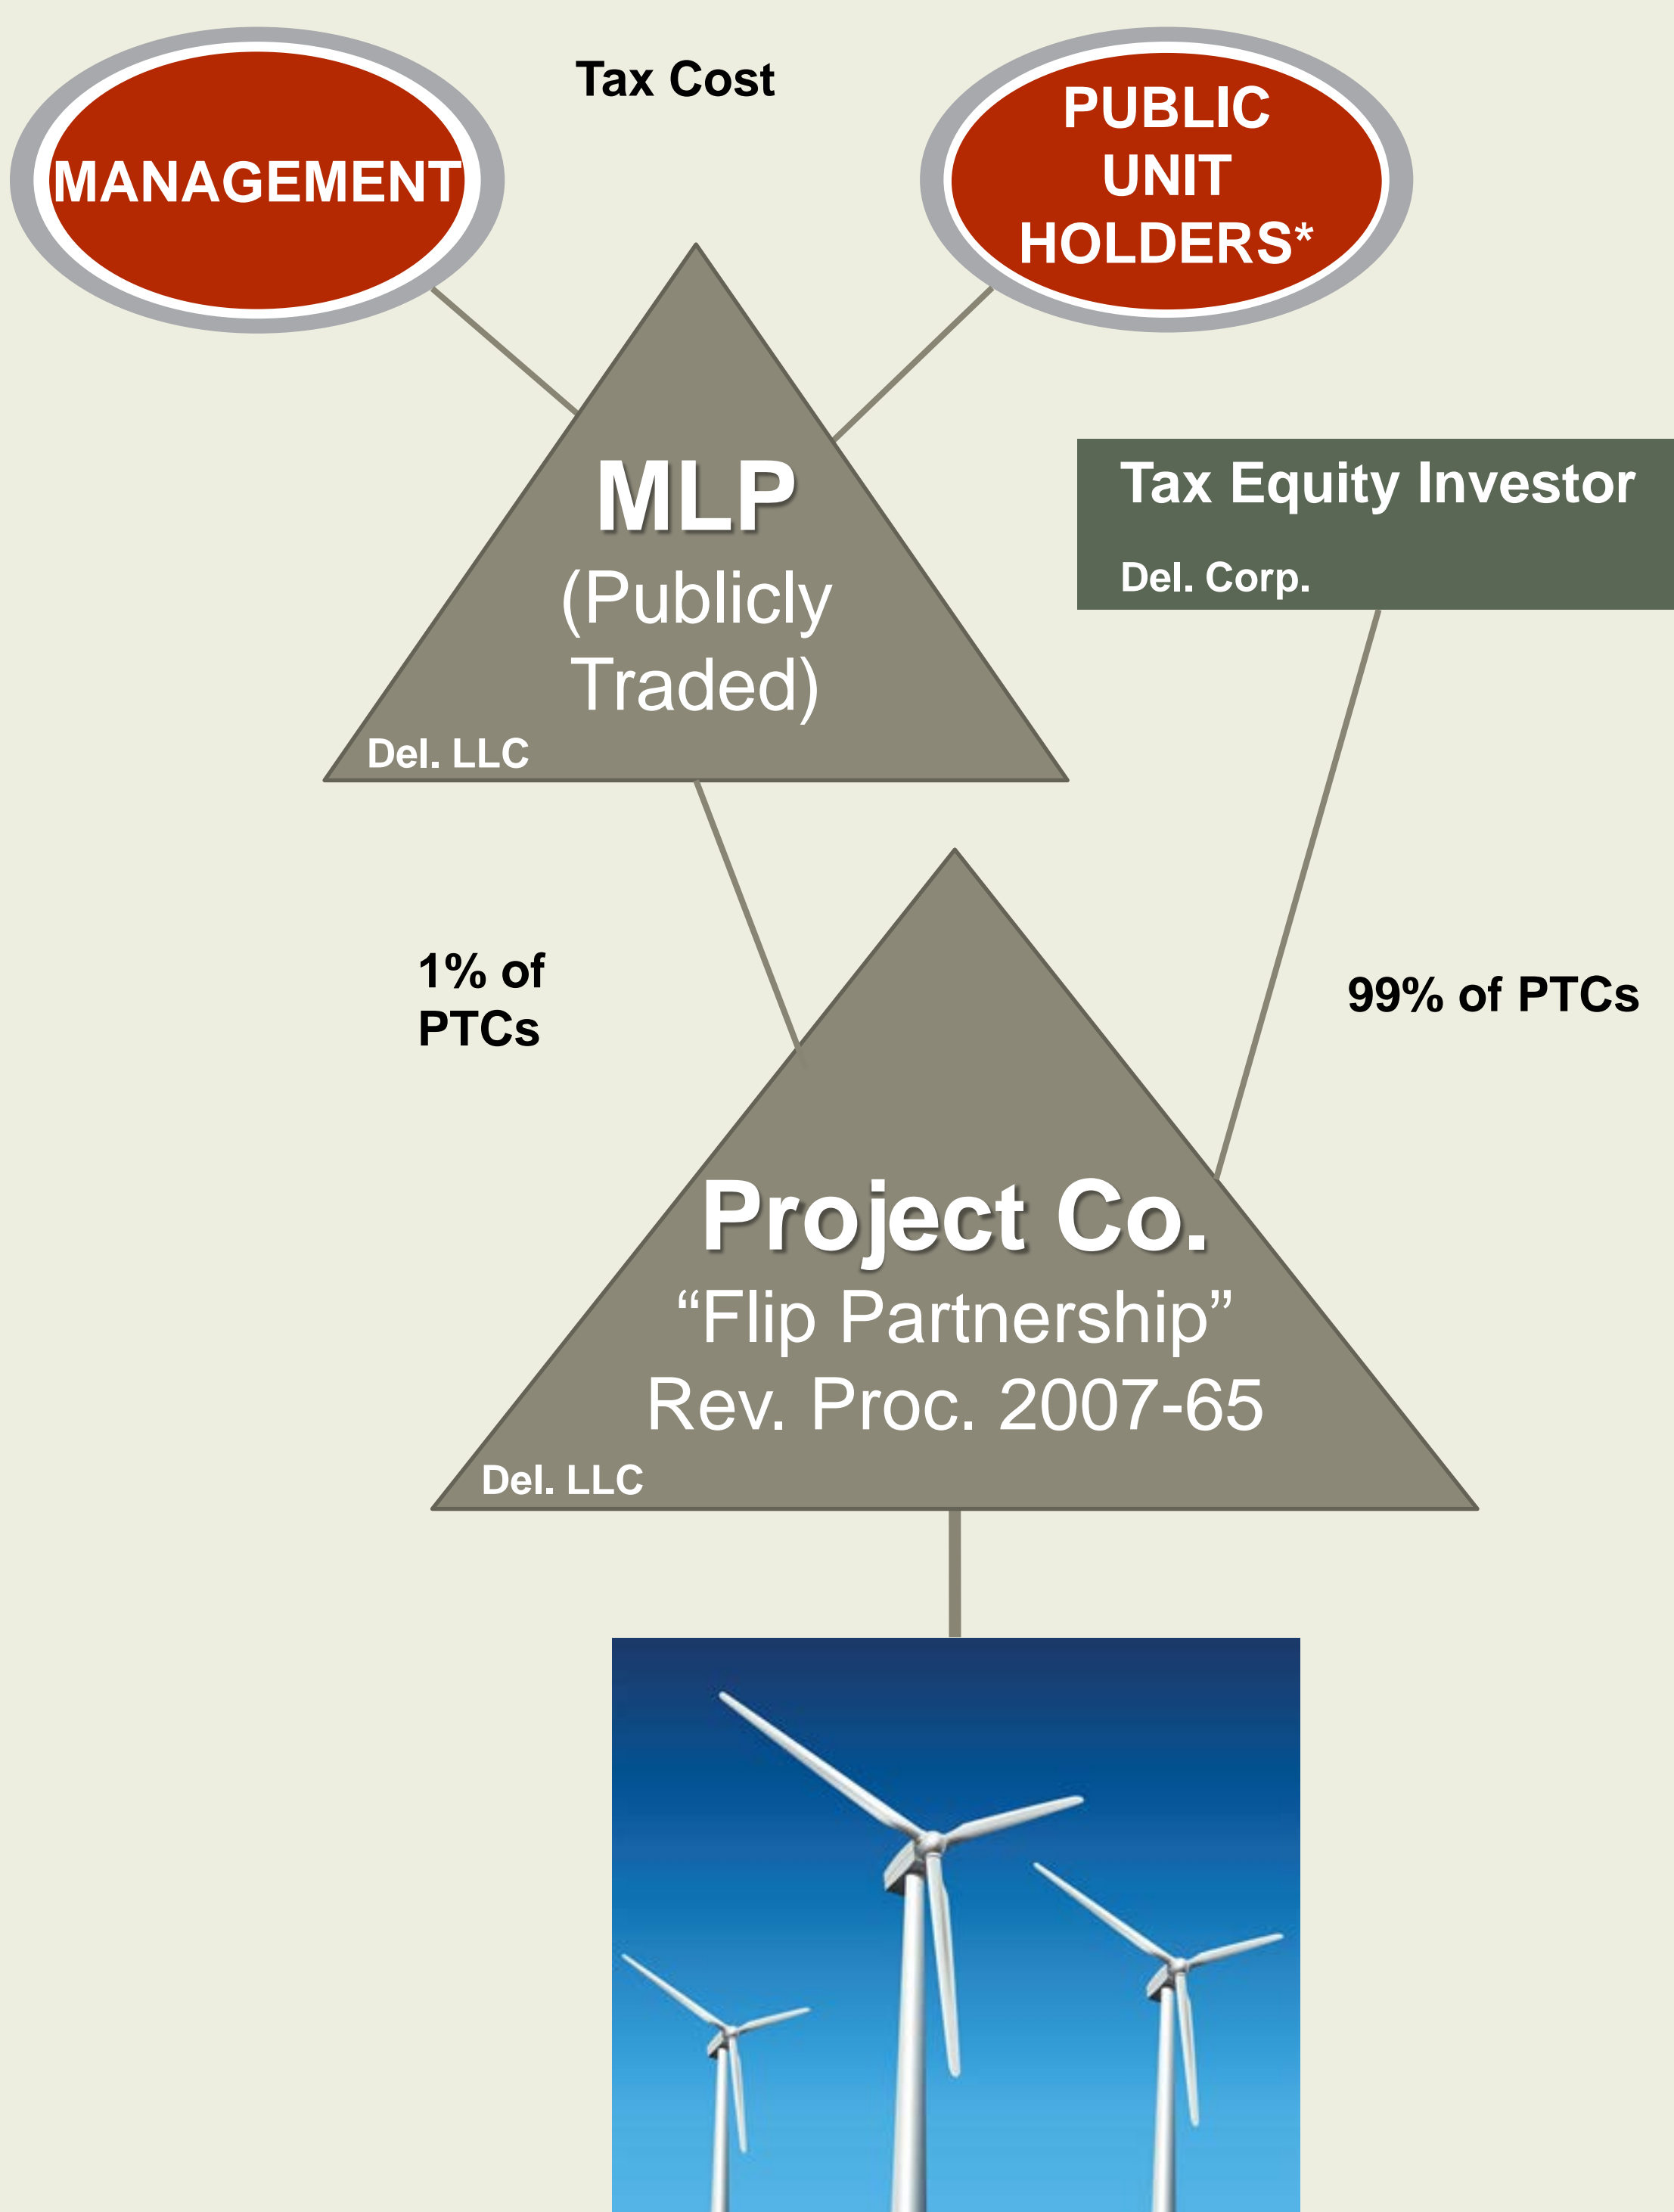 Tax Cost
MANAGEMENT
PUBLIC
UNIT
HOLDERS*
MLP
(Publicly
Traded)
Del. LLC
Tax Equity Investor
Del. Corp.
1% of
PTCs
99% of PTCs
Project Co.
“Flip Partnership”
Rev. Proc. 2007-65
Del. LLC